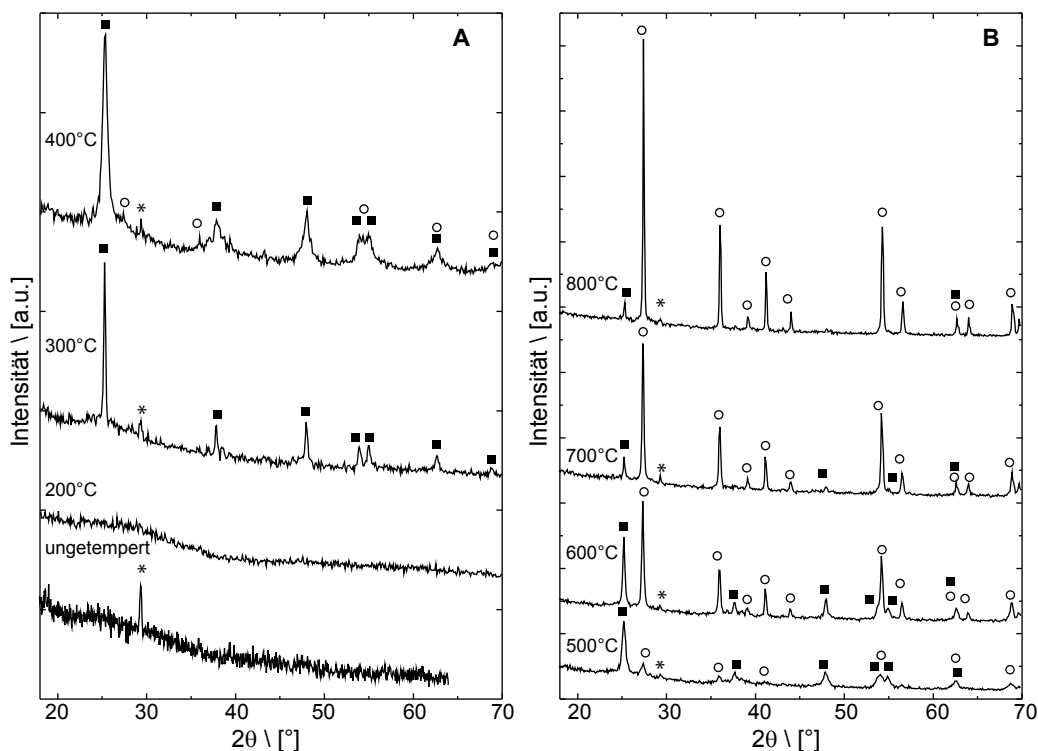 A
400°C
300°C
200°C
ungetempert
Intensität \ [a.u.]
20 30 40 50 60 70
2θ \ [°]
B
800°C
700°C
600°C
500°C
Intensität \ [a.u.]
20 30 40 50 60 70
2θ \ [°]